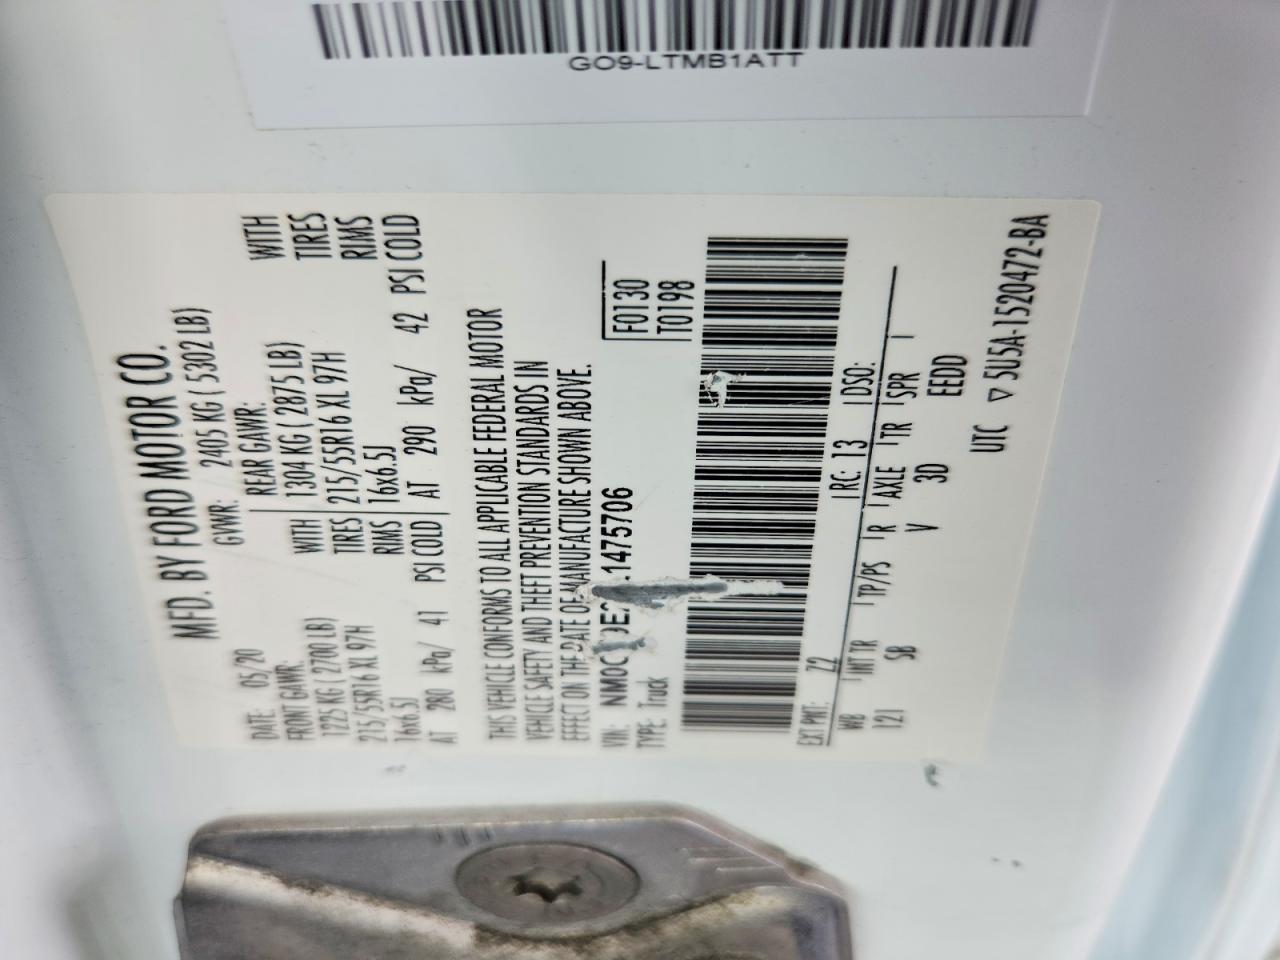 GO9-LTMB1ATT
MFD. BY FORD MOTOR CO.
DATE: 05/20 GVWR: 2405 KG ( 5302 LB)
FRONT GAWR: REAR GAWR:
1225 KG ( 2700 LB) WITH 1304 KG ( 2875 LB) WITH
215/55R16 XL 97H TIRES 215/55R16 XL 97H TIRES
16x6.5J RIMS 16x6.5J RIMS
AT 280 kPa/ 41 PSI COLD AT 290 kPa/ 42 PSI COLD
THIS VEHICLE CONFORMS TO ALL APPLICABLE FEDERAL MOTOR
VEHICLE SAFETY AND THEFT PREVENTION STANDARDS IN
EFFECT ON THE DATE OF MANUFACTURE SHOWN ABOVE.
VIN: NM0 E 1475706 F0130
TYPE: Truck T0198
EXT PNT: Z2 RC: 13 DSO:
WB INT TR TP/PS R AXLE TR SPR
121 SB V 3D EEDD
UTC ▽ 5U5A-1520472-BA